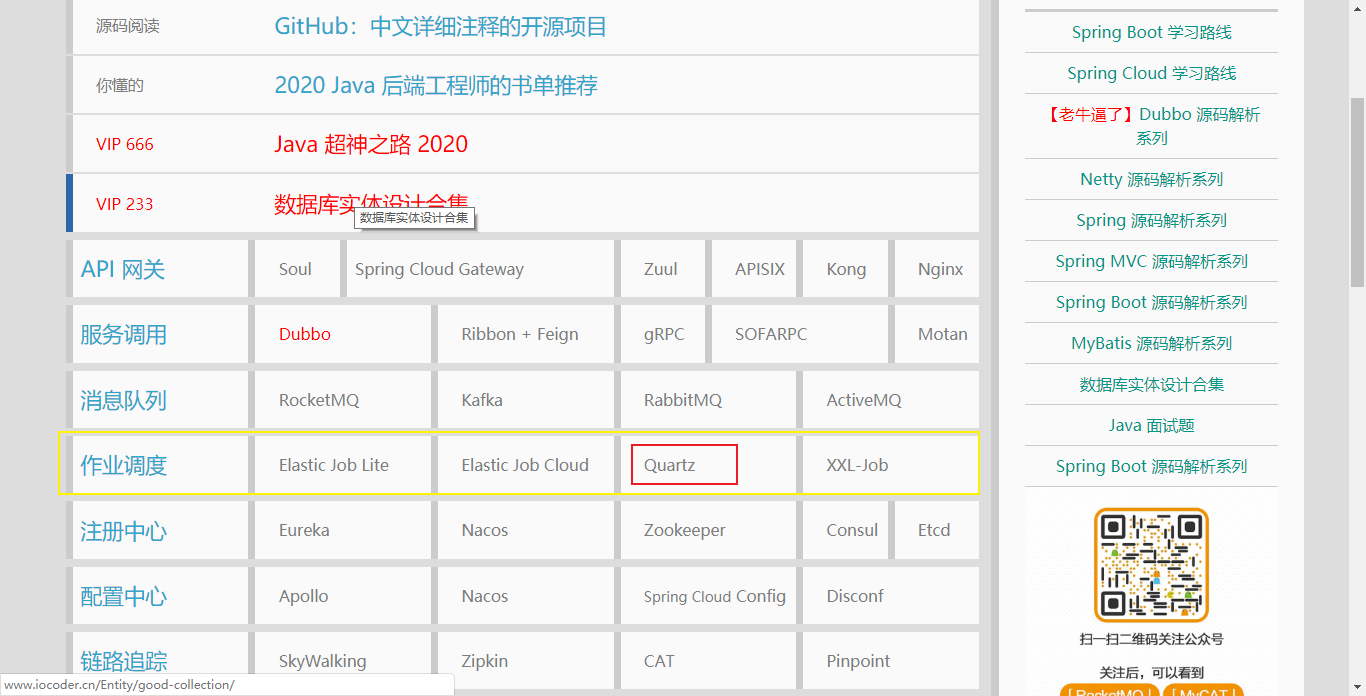 源码阅读 GitHub：中文详细注释的开源项目
你懂的 2020 Java 后端工程师的书单推荐
VIP 666 Java 超神之路 2020
VIP 233 数据库实体设计合集
数据库实体设计合集
API 网关 Soul Spring Cloud Gateway Zuul APISIX Kong Nginx
服务调用 Dubbo Ribbon + Feign gRPC SOFARPC Motan
消息队列 RocketMQ Kafka RabbitMQ ActiveMQ
作业调度 Elastic Job Lite Elastic Job Cloud Quartz XXL-Job
注册中心 Eureka Nacos Zookeeper Consul Etcd
配置中心 Apollo Nacos Spring Cloud Config Disconf
链路追踪 SkyWalking Zipkin CAT Pinpoint
www.iocoder.cn/Entity/good-collection/
Spring Boot 学习路线
Spring Cloud 学习路线
【老牛逼了】Dubbo 源码解析
系列
Netty 源码解析系列
Spring 源码解析系列
Spring MVC 源码解析系列
Spring Boot 源码解析系列
MyBatis 源码解析系列
数据库实体设计合集
Java 面试题
Spring Boot 源码解析系列
扫一扫二维码关注公众号
关注后，可以看到
[ RocketMQ ] [ MyCAT ]